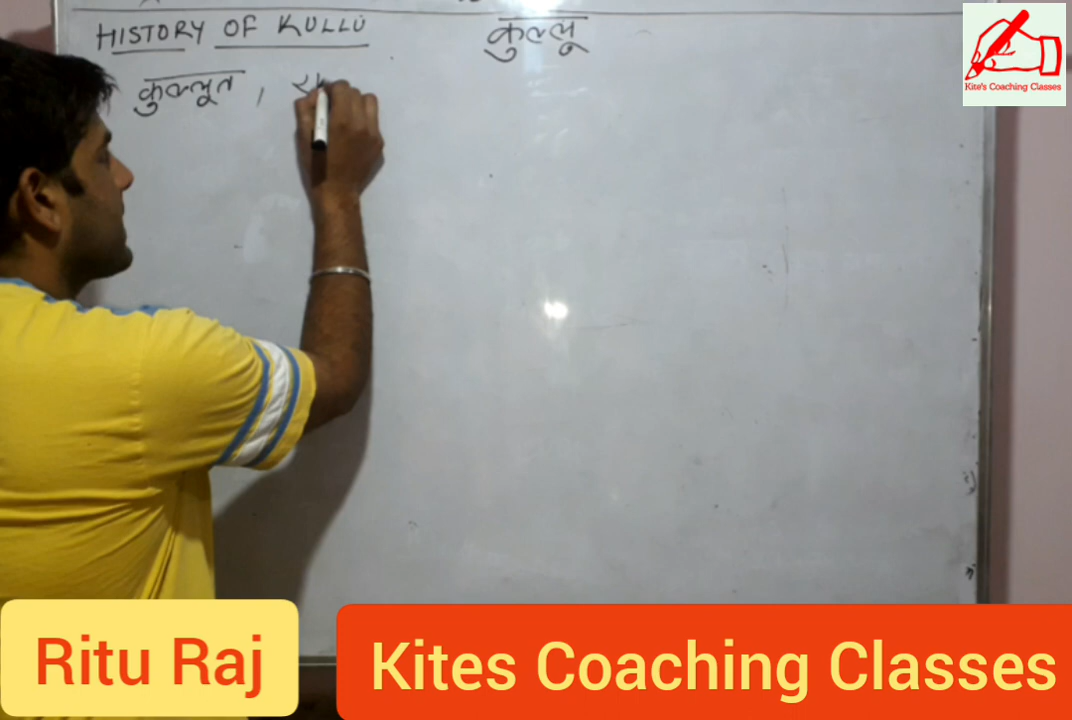 HISTORY OF KULLU कुल्लू
कुल्लूत ,
Kite's Coaching Classes
Ritu Raj
Kites Coaching Classes